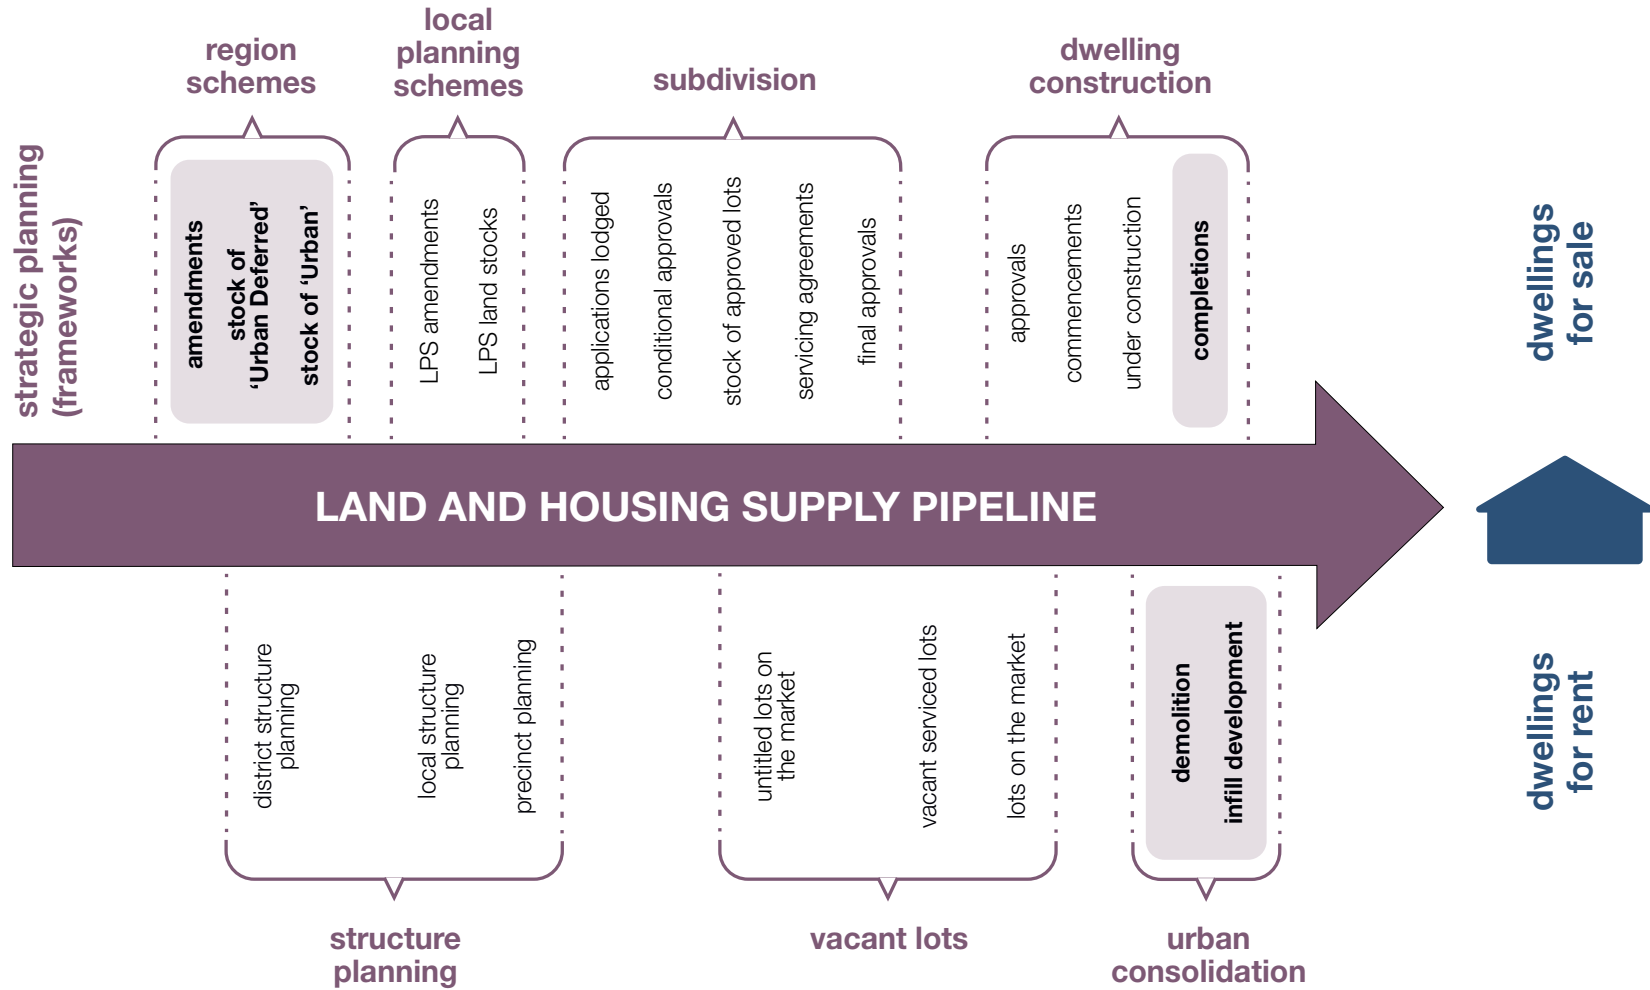 strategic planning
(frameworks)
region
schemes
amendments
stock of
‘Urban Deferred’
stock of ‘Urban’
local
planning
schemes
LPS amendments
LPS land stocks
subdivision
applications lodged
conditional approvals
stock of approved lots
servicing agreements
final approvals
dwelling
construction
approvals
commencements
under construction
completions
dwellings
for sale
LAND AND HOUSING SUPPLY PIPELINE
district structure
planning
local structure
planning
precinct planning
structure
planning
untitled lots on
the market
vacant serviced lots
lots on the market
vacant lots
demolition
infill development
urban
consolidation
dwellings
for rent